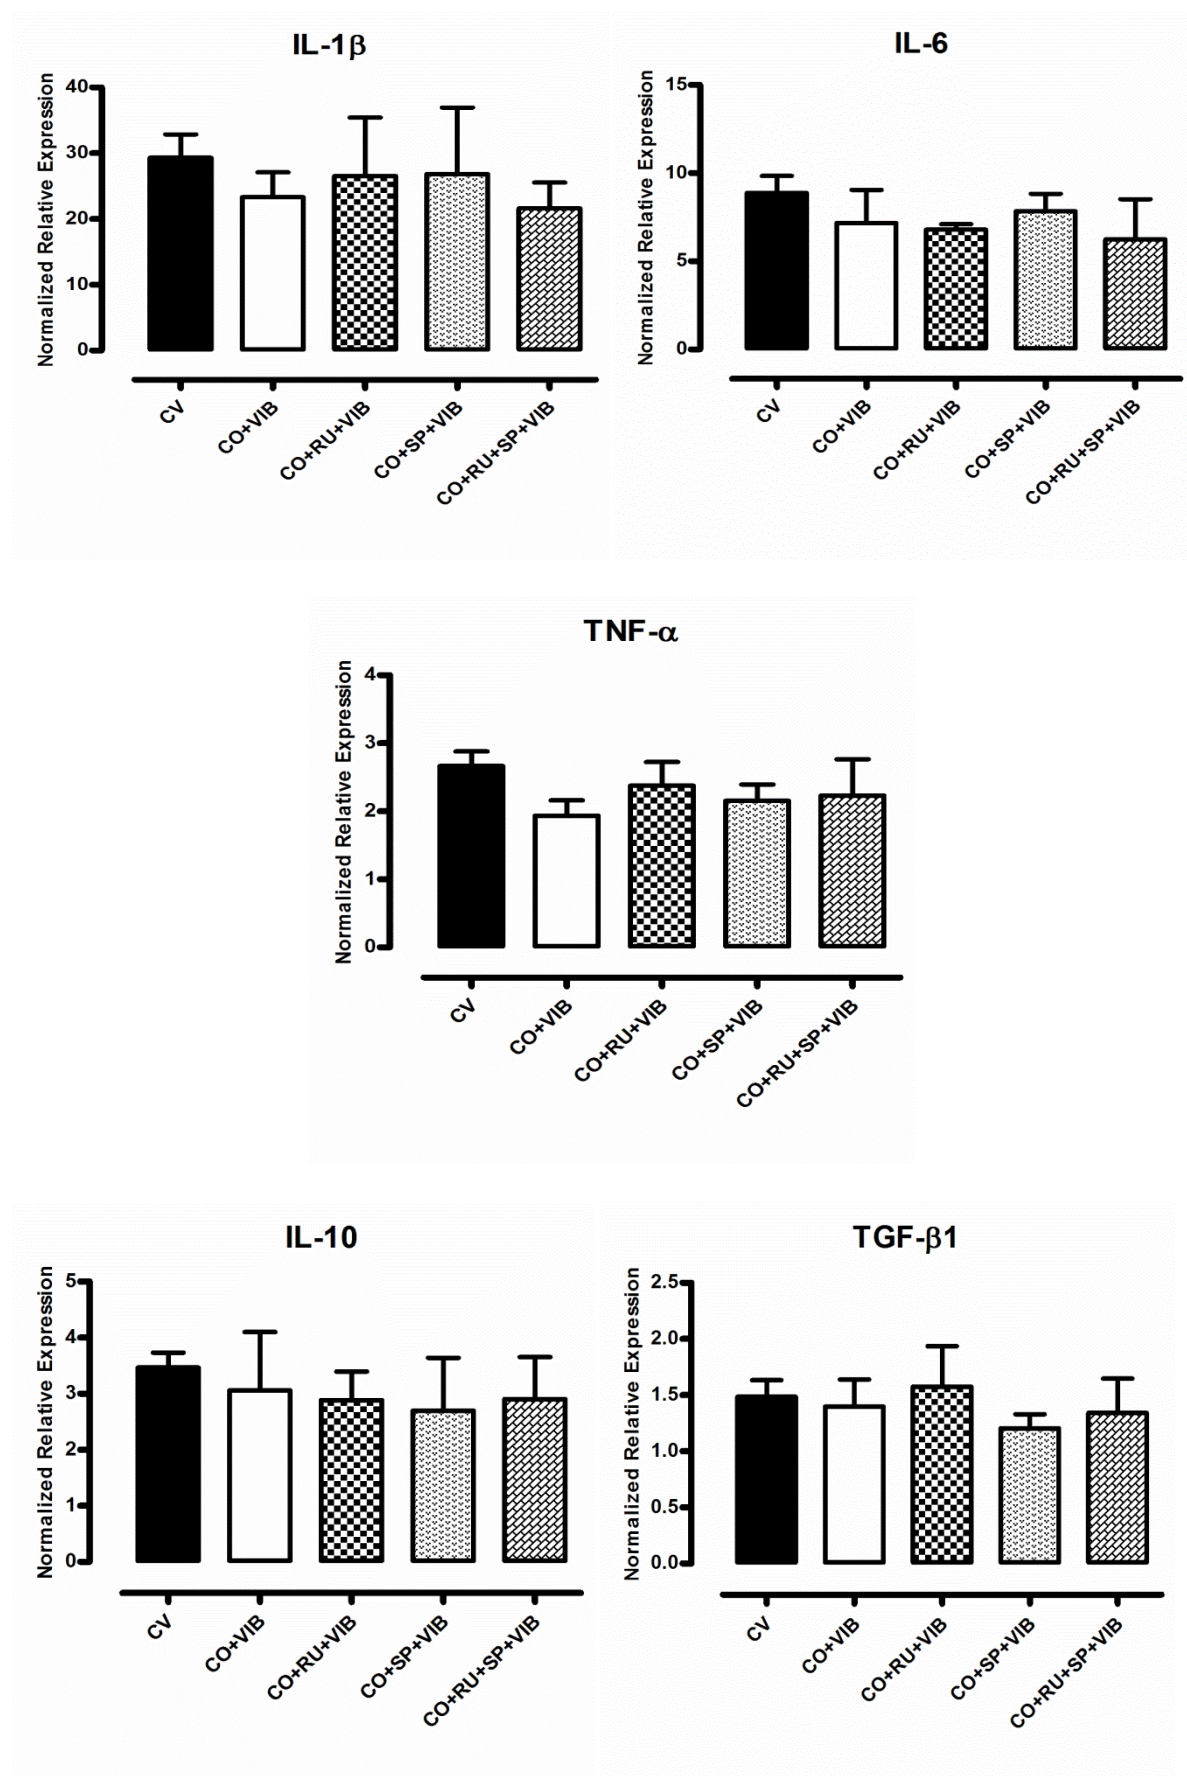 IL-1β
Normalized Relative Expression
40
30
20
10
0
CV
CO+VIB
CO+RU+VIB
CO+SP+VIB
CO+RU+SP+VIB
IL-6
Normalized Relative Expression
15
10
5
0
CV
CO+VIB
CO+RU+VIB
CO+SP+VIB
CO+RU+SP+VIB
TNF-α
Normalized Relative Expression
4
3
2
1
0
CV
CO+VIB
CO+RU+VIB
CO+SP+VIB
CO+RU+SP+VIB
IL-10
Normalized Relative Expression
5
4
3
2
1
0
CV
CO+VIB
CO+RU+VIB
CO+SP+VIB
CO+RU+SP+VIB
TGF-β1
Normalized Relative Expression
2.5
2.0
1.5
1.0
0.5
0.0
CV
CO+VIB
CO+RU+VIB
CO+SP+VIB
CO+RU+SP+VIB